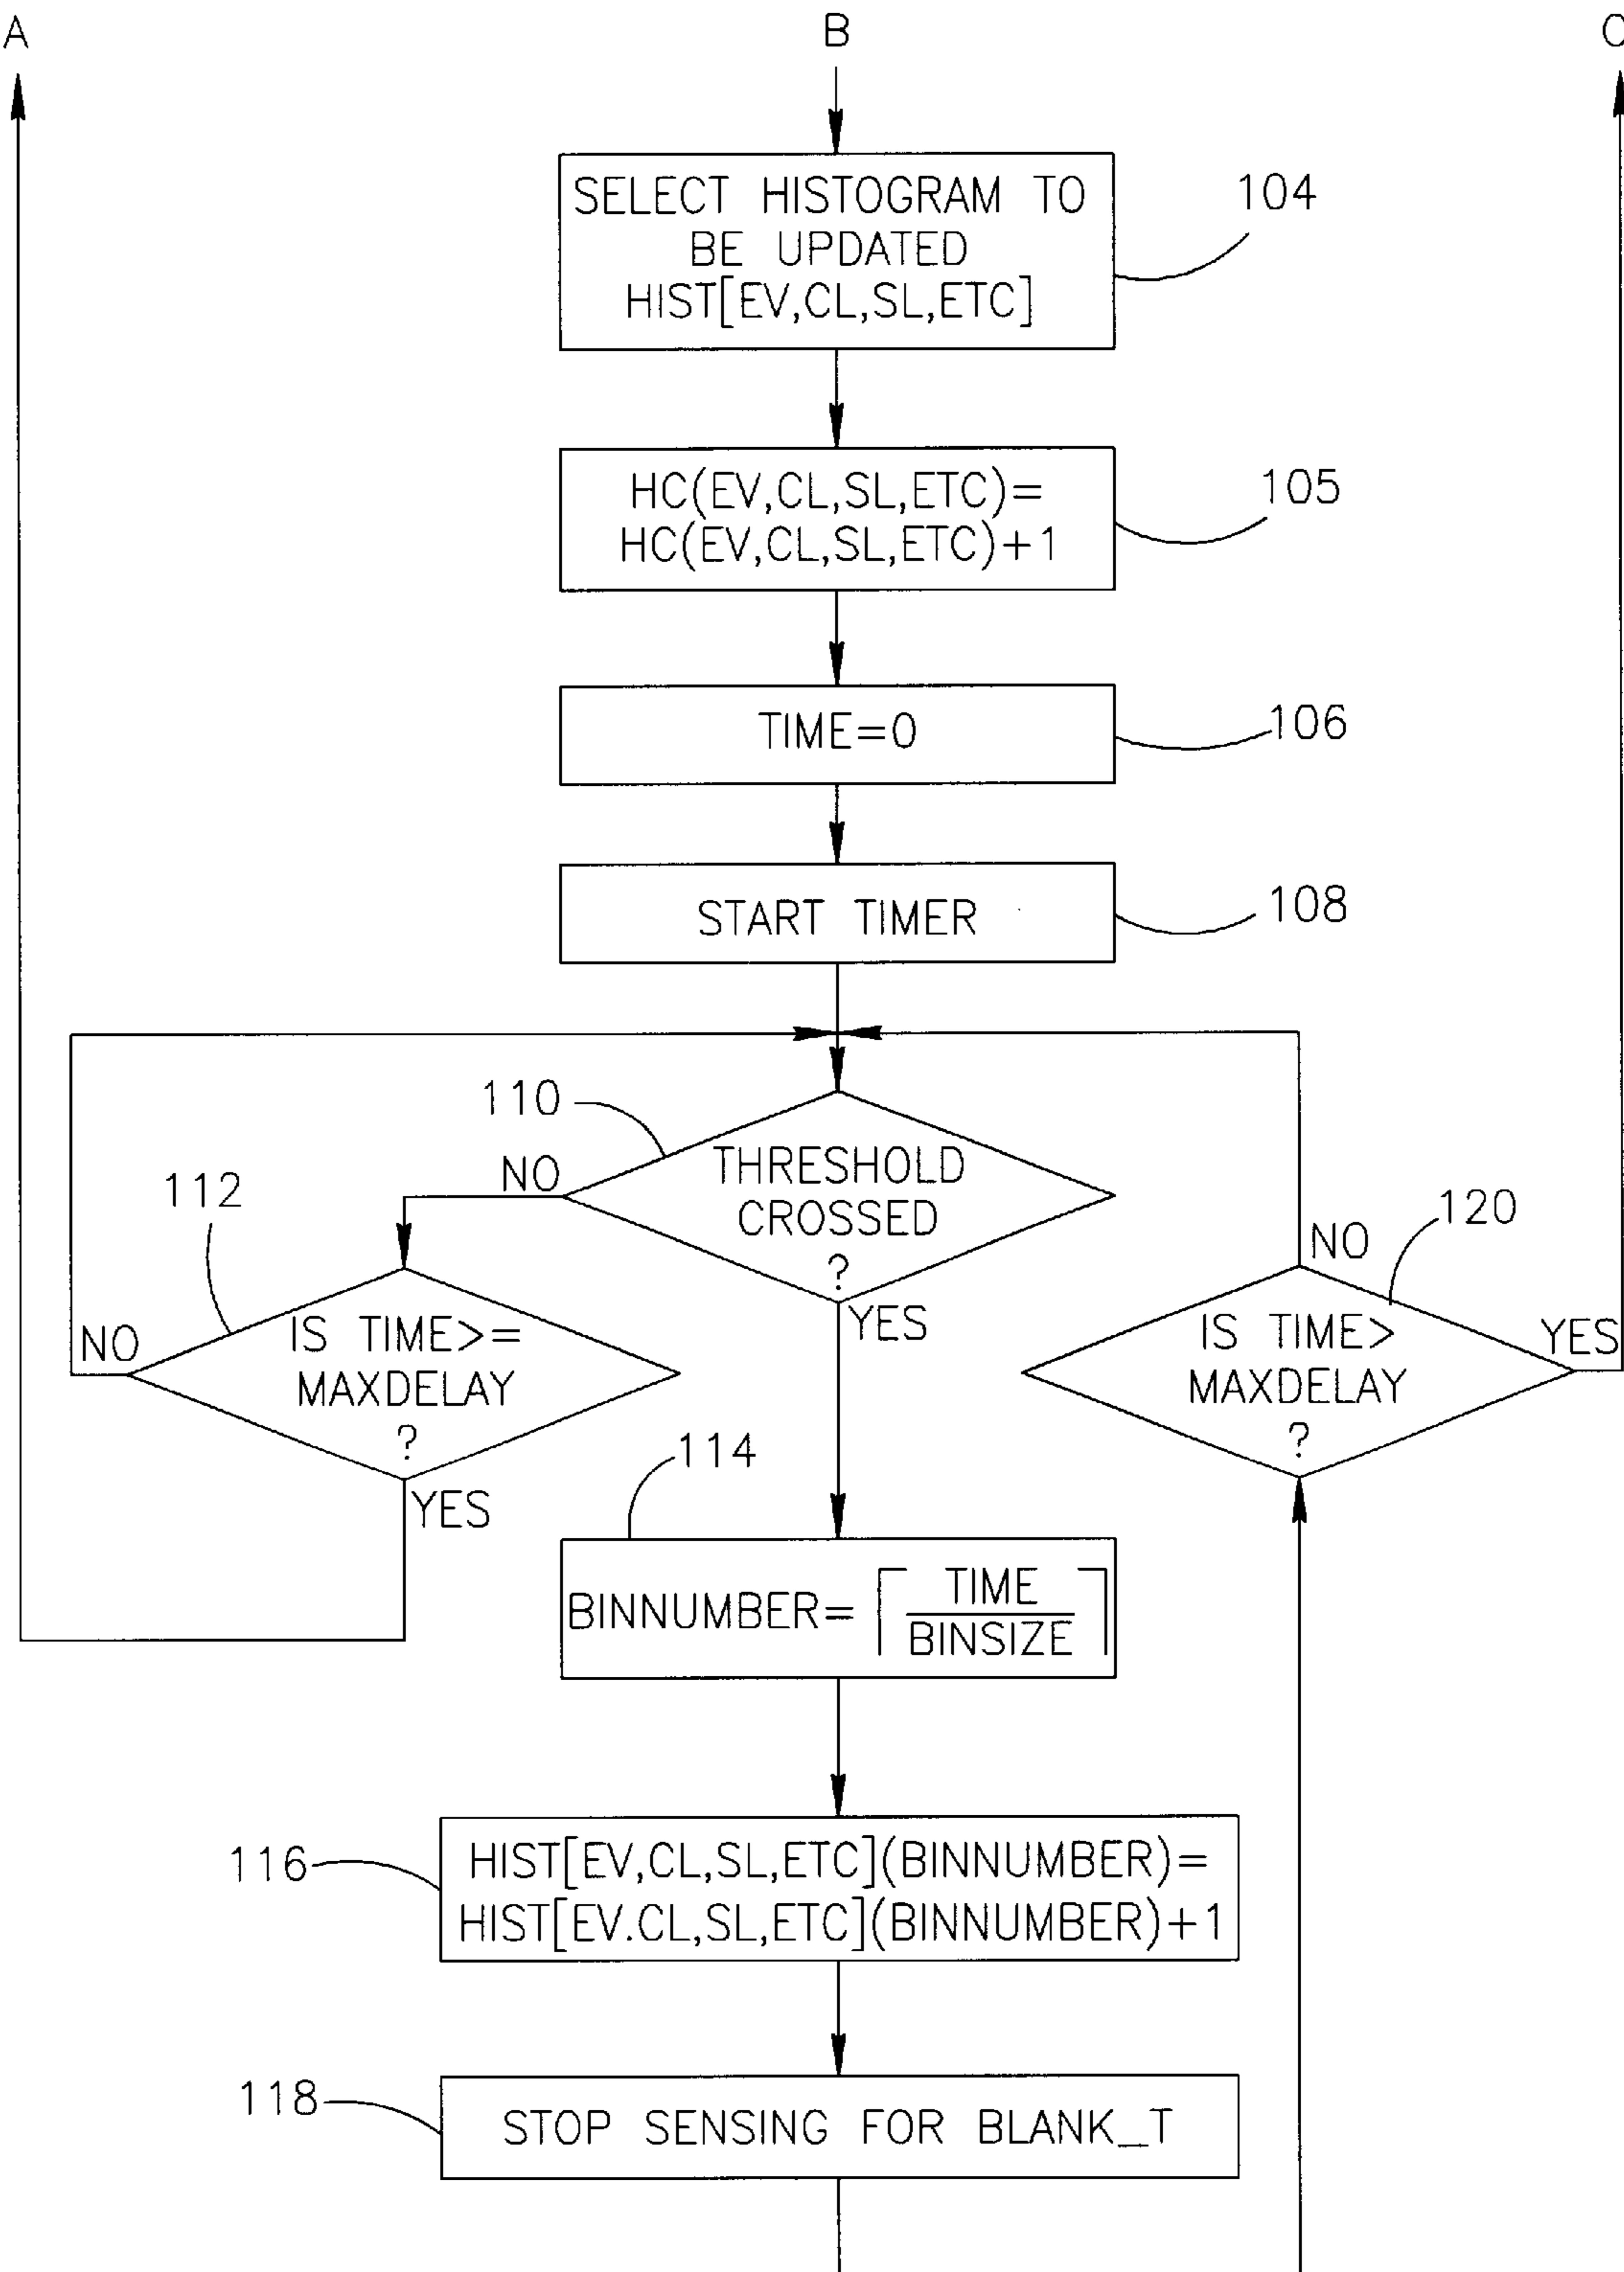 A
B
C
SELECT HISTOGRAM TO
BE UPDATED
HIST[EV,CL,SL,ETC]
104
HC(EV,CL,SL,ETC)=
HC(EV,CL,SL,ETC)+1
105
TIME=0
106
START TIMER
108
110
THRESHOLD
CROSSED
?
NO
YES
112
IS TIME>=
MAXDELAY
?
NO
YES
120
IS TIME>
MAXDELAY
?
NO
YES
114
BINNUMBER=⌈TIME
BINSIZE⌉
116
HIST[EV,CL,SL,ETC](BINNUMBER)=
HIST[EV.CL,SL,ETC](BINNUMBER)+1
118
STOP SENSING FOR BLANK_T